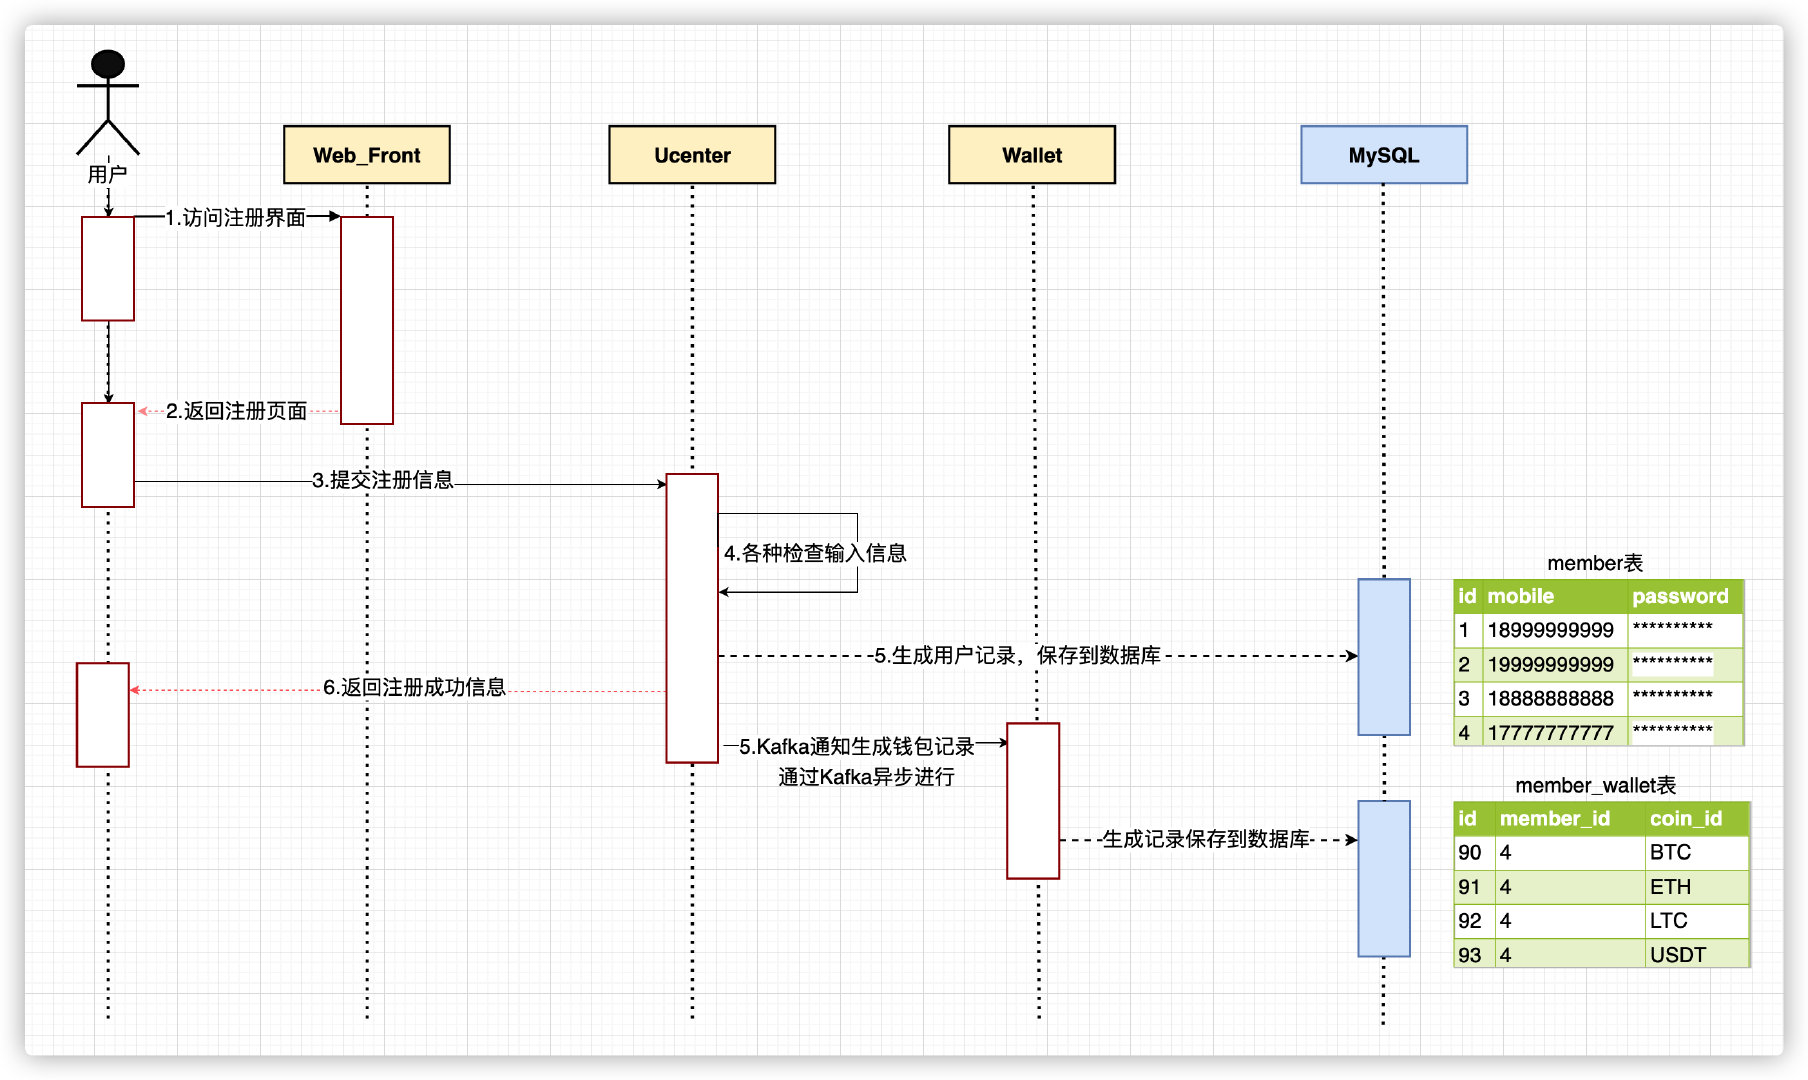 用户
Web_Front
Ucenter
Wallet
MySQL
1.访问注册界面
2.返回注册页面
3.提交注册信息
4.各种检查输入信息
5.生成用户记录，保存到数据库
6.返回注册成功信息
5.Kafka通知生成钱包记录
通过Kafka异步进行
生成记录保存到数据库
member表
id mobile password
1 18999999999 **********
2 19999999999 **********
3 18888888888 **********
4 17777777777 **********
member_wallet表
id member_id coin_id
90 4 BTC
91 4 ETH
92 4 LTC
93 4 USDT